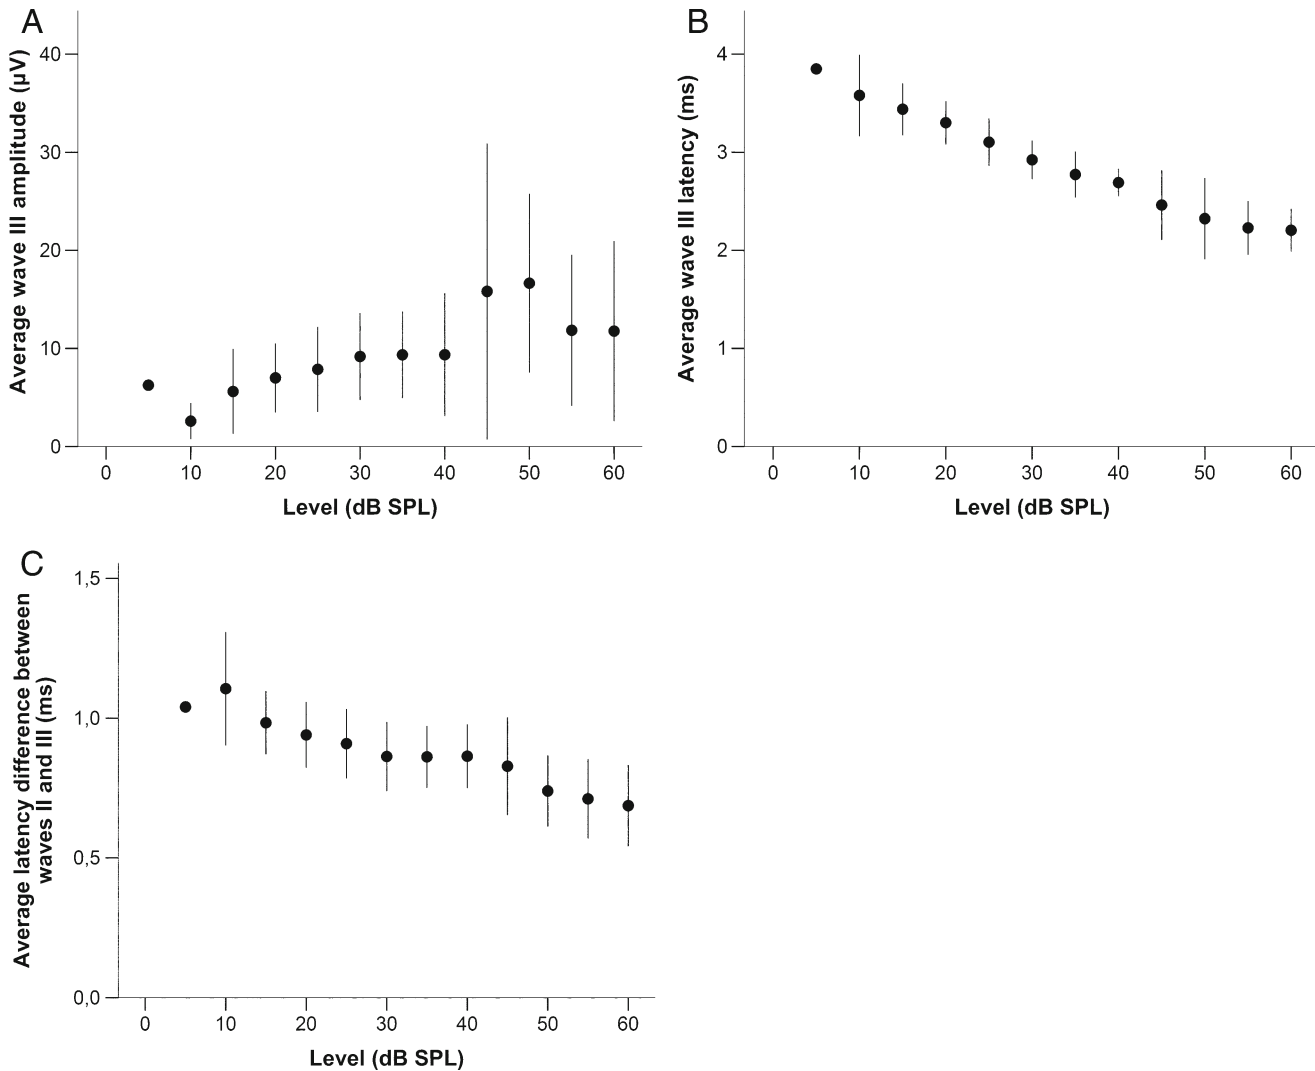 A
Average wave III amplitude (µV)
40
30
20
10
0
0 10 20 30 40 50 60
Level (dB SPL)
B
Average wave III latency (ms)
4
3
2
1
0
0 10 20 30 40 50 60
Level (dB SPL)
C
Average latency difference between
waves II and III (ms)
1,5
1,0
0,5
0,0
0 10 20 30 40 50 60
Level (dB SPL)